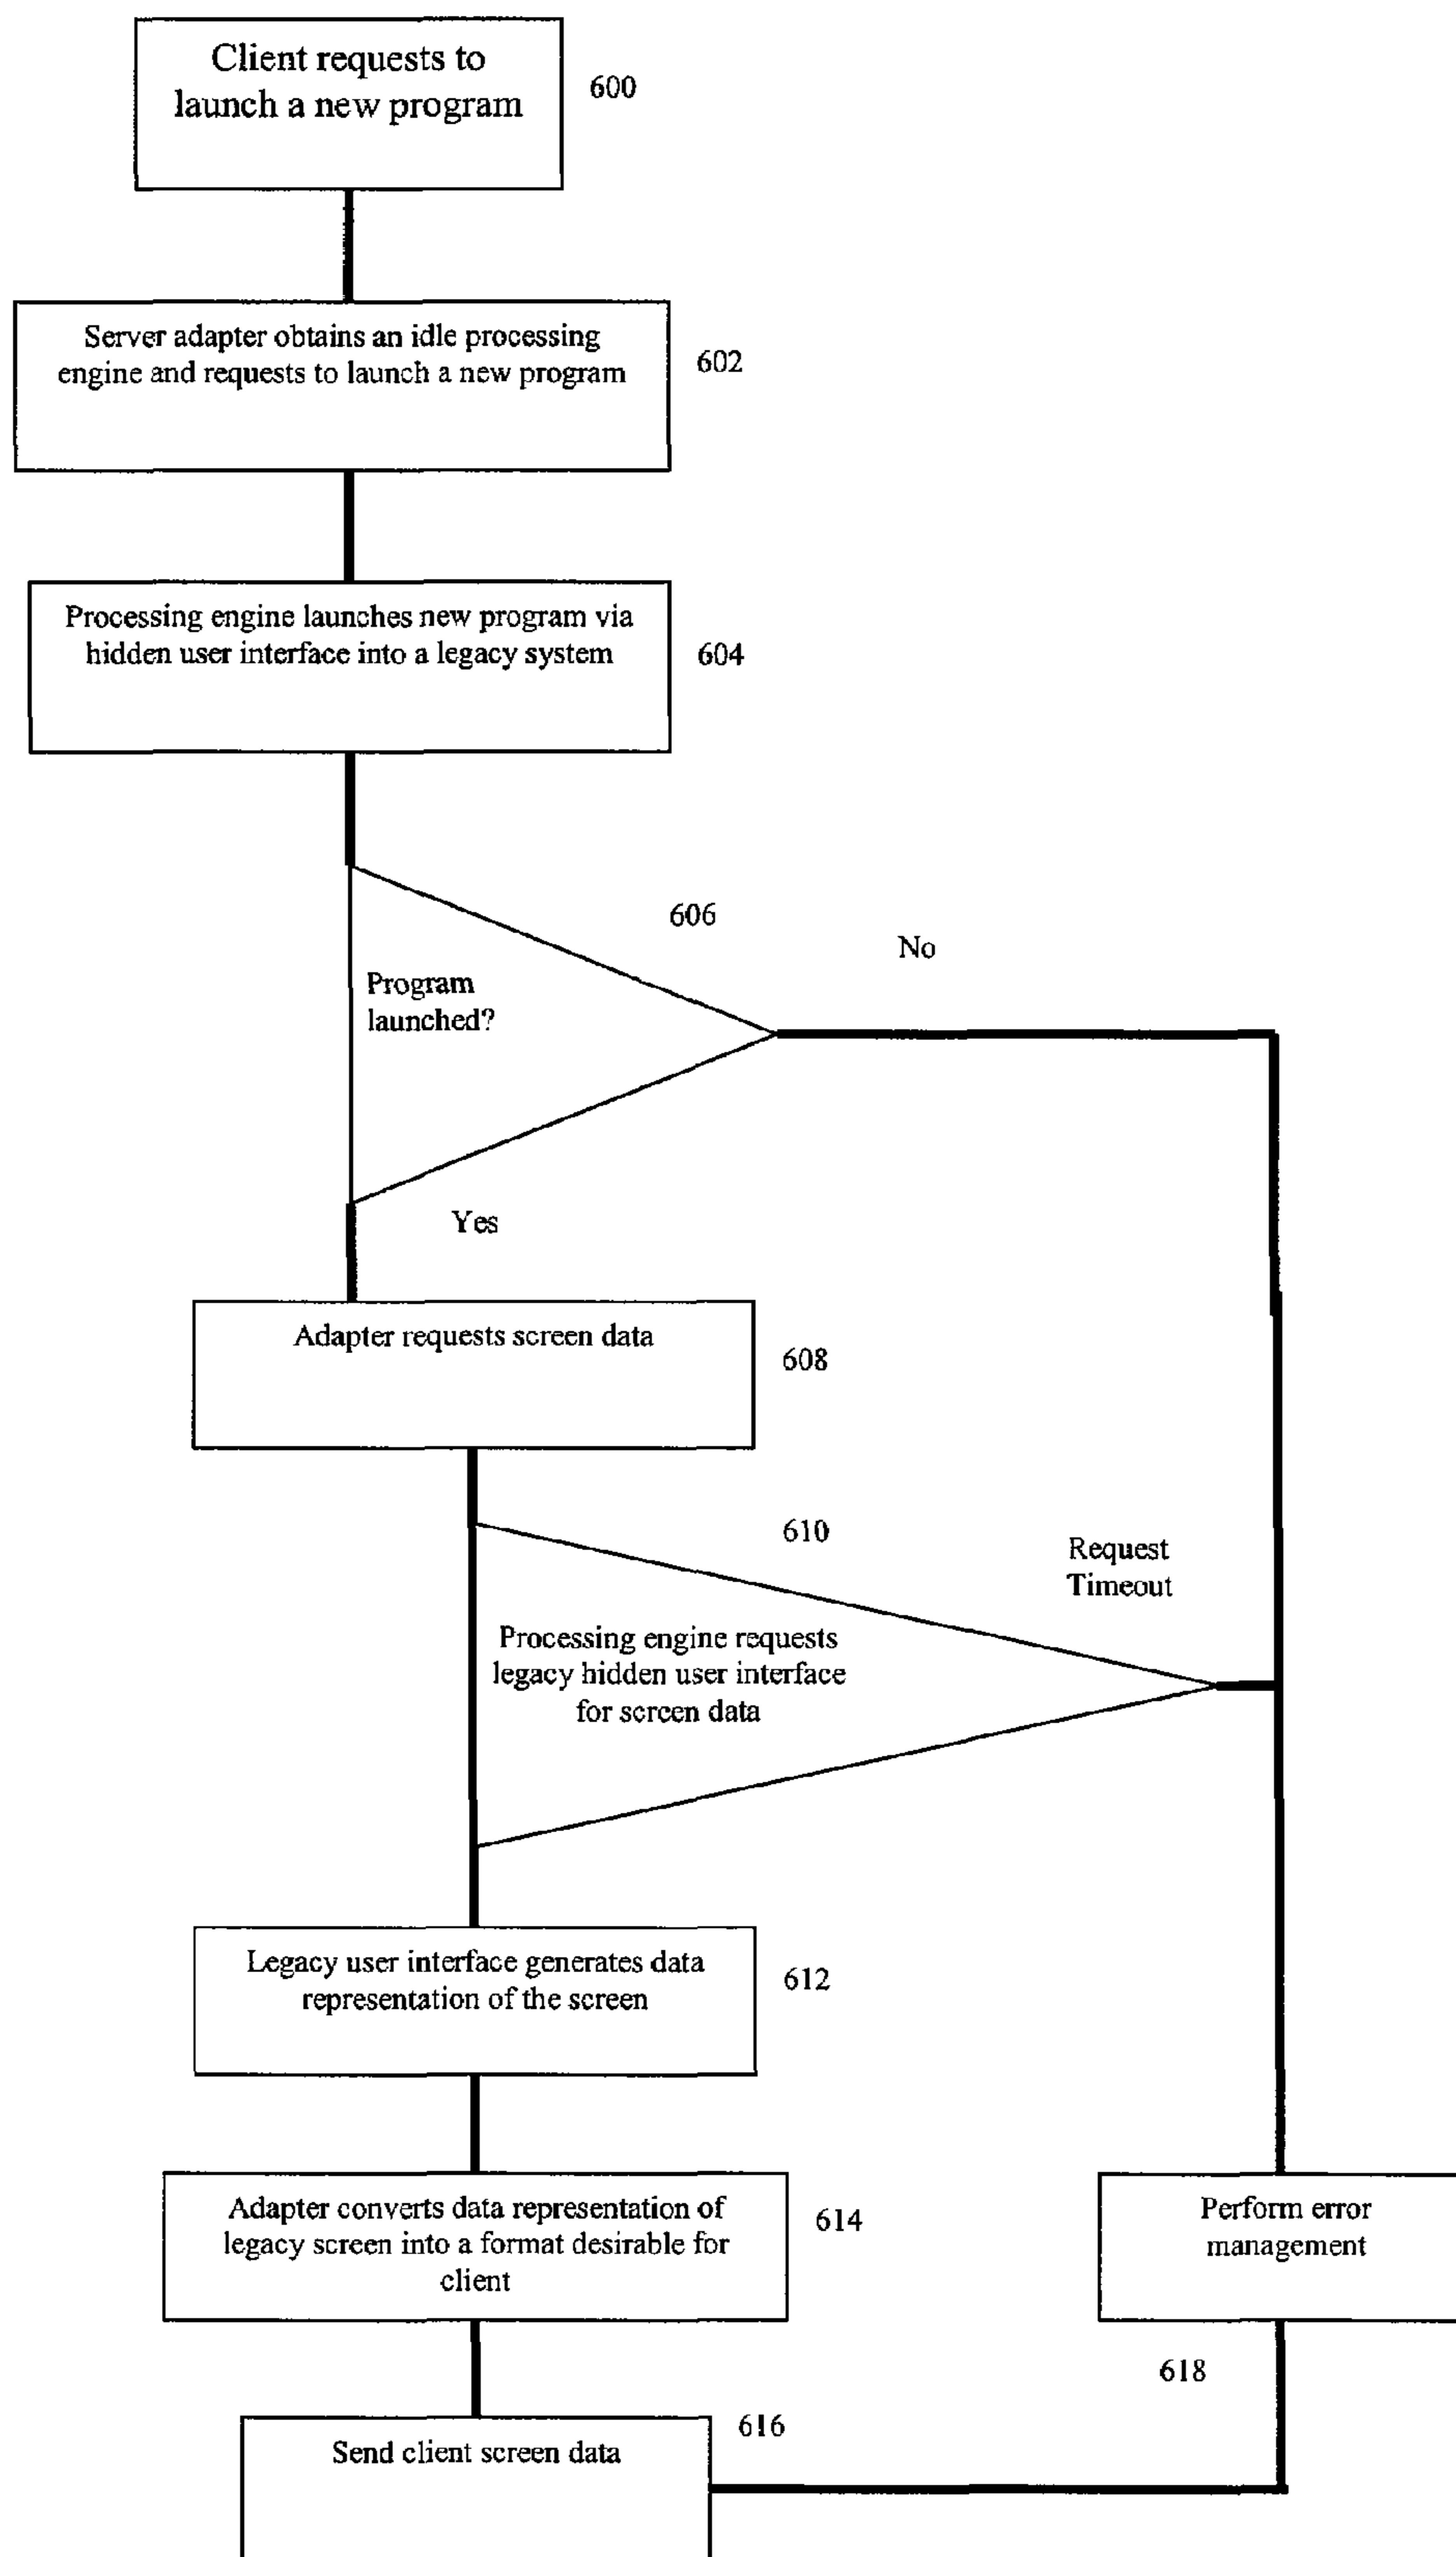 Client requests to
launch a new program
600
Server adapter obtains an idle processing
engine and requests to launch a new program
602
Processing engine launches new program via
hidden user interface into a legacy system
604
606
No
Program
launched?
Yes
Adapter requests screen data
608
610
Request
Timeout
Processing engine requests
legacy hidden user interface
for screen data
Legacy user interface generates data
representation of the screen
612
Adapter converts data representation of
legacy screen into a format desirable for
client
614
Perform error
management
618
616
Send client screen data